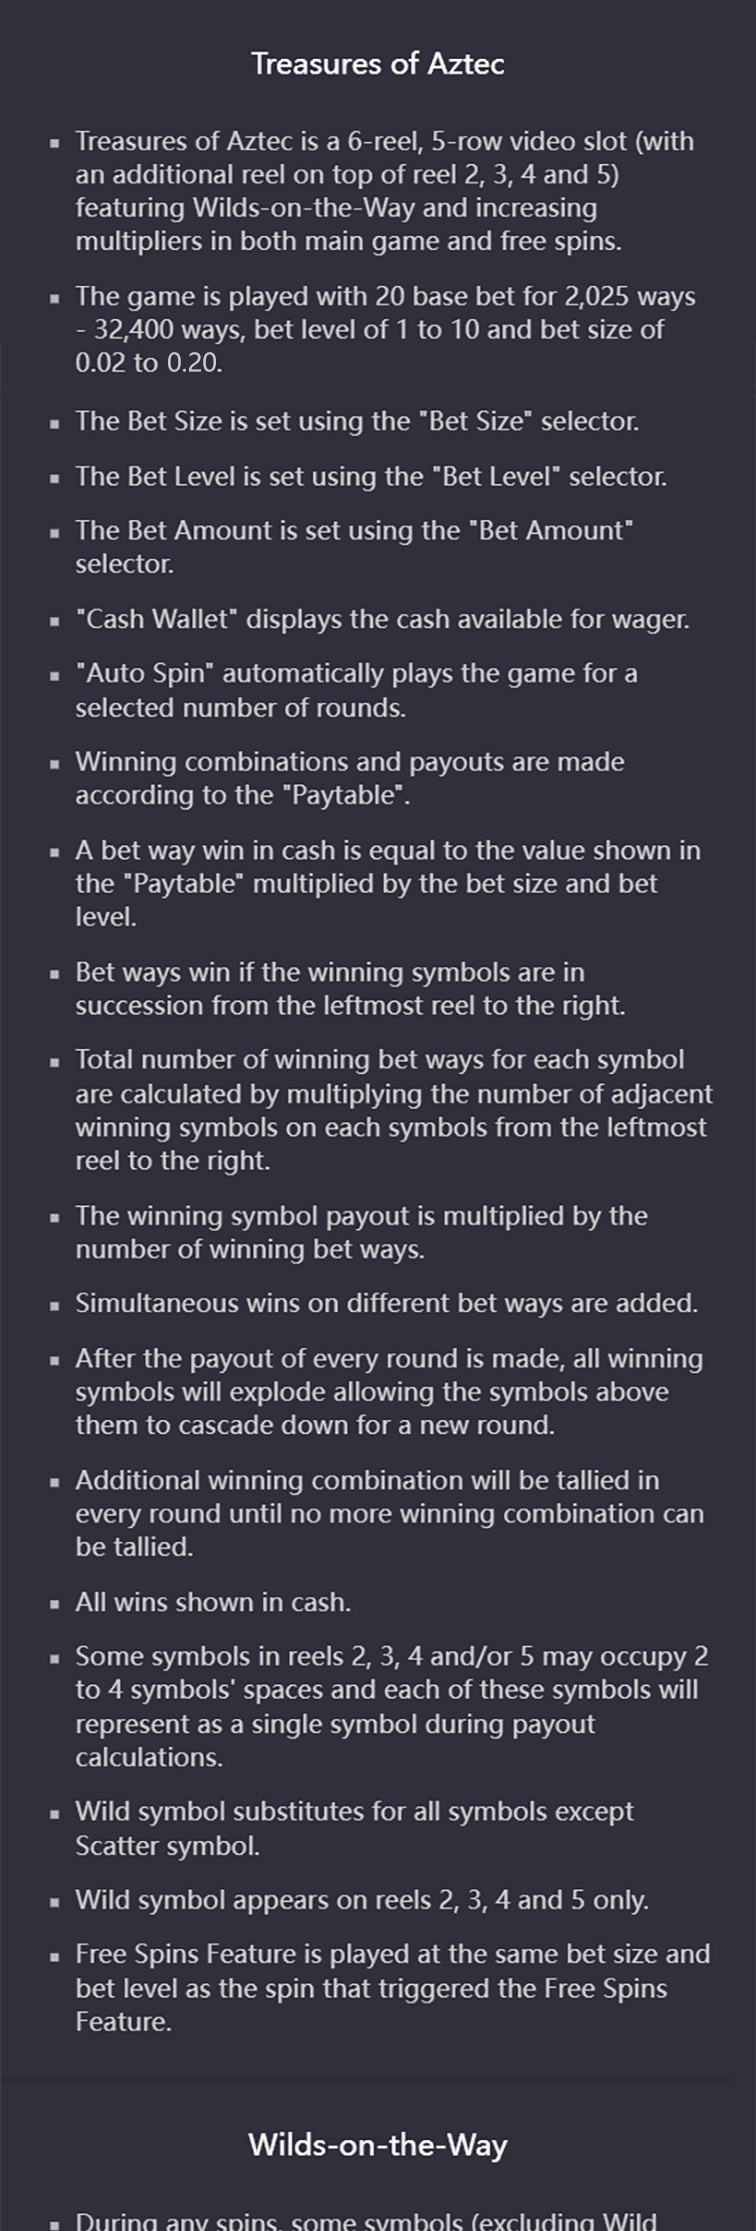 Treasures of Aztec
▪ Treasures of Aztec is a 6-reel, 5-row video slot (with
an additional reel on top of reel 2, 3, 4 and 5)
featuring Wilds-on-the-Way and increasing
multipliers in both main game and free spins.
▪ The game is played with 20 base bet for 2,025 ways
- 32,400 ways, bet level of 1 to 10 and bet size of
0.02 to 0.20.
▪ The Bet Size is set using the "Bet Size" selector.
▪ The Bet Level is set using the "Bet Level" selector.
▪ The Bet Amount is set using the "Bet Amount"
selector.
▪ "Cash Wallet" displays the cash available for wager.
▪ "Auto Spin" automatically plays the game for a
selected number of rounds.
▪ Winning combinations and payouts are made
according to the "Paytable".
▪ A bet way win in cash is equal to the value shown in
the "Paytable" multiplied by the bet size and bet
level.
▪ Bet ways win if the winning symbols are in
succession from the leftmost reel to the right.
▪ Total number of winning bet ways for each symbol
are calculated by multiplying the number of adjacent
winning symbols on each symbols from the leftmost
reel to the right.
▪ The winning symbol payout is multiplied by the
number of winning bet ways.
▪ Simultaneous wins on different bet ways are added.
▪ After the payout of every round is made, all winning
symbols will explode allowing the symbols above
them to cascade down for a new round.
▪ Additional winning combination will be tallied in
every round until no more winning combination can
be tallied.
▪ All wins shown in cash.
▪ Some symbols in reels 2, 3, 4 and/or 5 may occupy 2
to 4 symbols' spaces and each of these symbols will
represent as a single symbol during payout
calculations.
▪ Wild symbol substitutes for all symbols except
Scatter symbol.
▪ Wild symbol appears on reels 2, 3, 4 and 5 only.
▪ Free Spins Feature is played at the same bet size and
bet level as the spin that triggered the Free Spins
Feature.
Wilds-on-the-Way
▪ During any spins, some symbols (excluding Wild